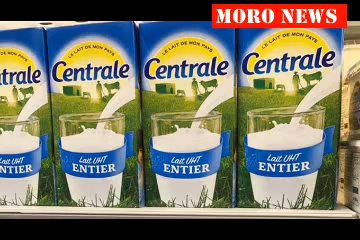 MORO NEWS
LE LAIT DE MON PAYS
Centrale
Lait UHT
ENTIER
LE LAIT DE MON PAYS
Centrale
Lait UHT
ENTIER
LE LAIT DE MON PAYS
Centrale
Lait UHT
ENTIER
ENTIER